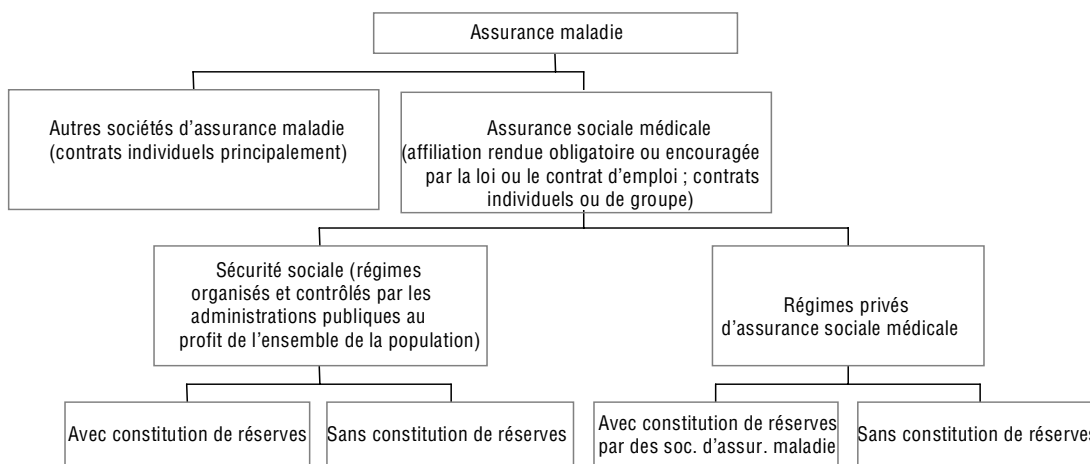 Assurance maladie
Autres sociétés d’assurance maladie
(contrats individuels principalement)
Assurance sociale médicale
(affiliation rendue obligatoire ou encouragée
par la loi ou le contrat d’emploi ; contrats
individuels ou de groupe)
Sécurité sociale (régimes
organisés et contrôlés par les
administrations publiques au
profit de l’ensemble de la population)
Régimes privés
d’assurance sociale médicale
Avec constitution de réserves
Sans constitution de réserves
Avec constitution de réserves
par des soc. d’assur. maladie
Sans constitution de réserves